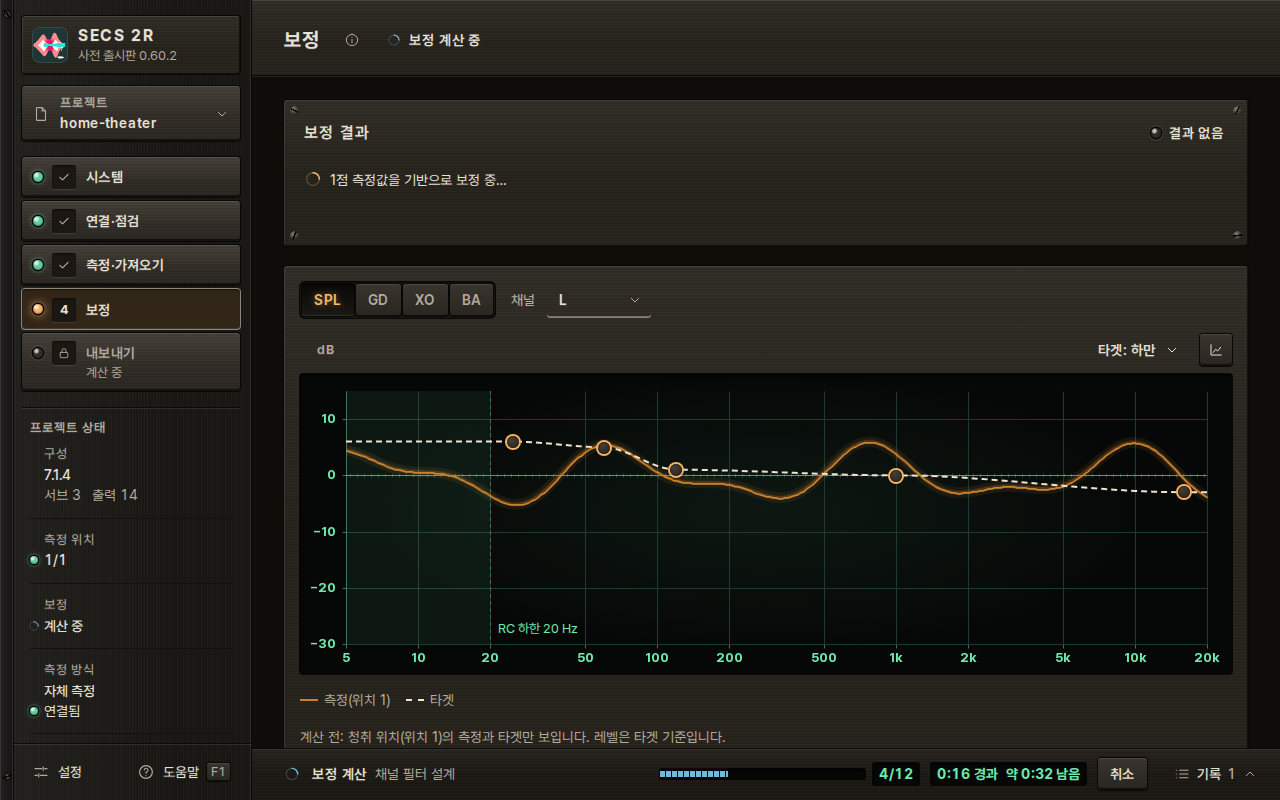 SECS 2R
사전 출시판 0.60.2
프로젝트
home-theater
시스템
연결·점검
측정·가져오기
4 보정
내보내기
계산 중
프로젝트 상태
구성
7.1.4
서브 3 출력 14
측정 위치
1/1
보정
계산 중
측정 방식
자체 측정
연결됨
설정
도움말 F1
보정
보정 계산 중
보정 결과
결과 없음
1점 측정값을 기반으로 보정 중…
SPL GD XO BA 채널 L
dB
타겟: 하만
10
0
−10
−20
−30
RC 하한 20 Hz
5 10 20 50 100 200 500 1k 2k 5k 10k 20k
측정(위치 1) 타겟
계산 전: 청취 위치(위치 1)의 측정과 타겟만 보입니다. 레벨은 타겟 기준입니다.
보정 계산 채널 필터 설계
4/12
0:16 경과 약 0:32 남음
취소
기록 1